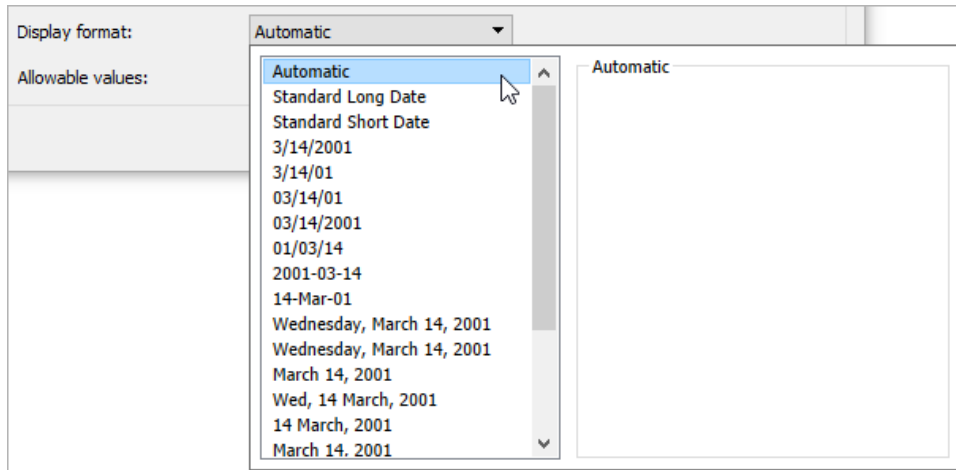 Display format:
Automatic
Allowable values:
Automatic
Standard Long Date
Standard Short Date
3/14/2001
3/14/01
03/14/01
03/14/2001
01/03/14
2001-03-14
14-Mar-01
Wednesday, March 14, 2001
Wednesday, March 14, 2001
March 14, 2001
Wed, 14 March, 2001
14 March, 2001
March 14. 2001
Automatic